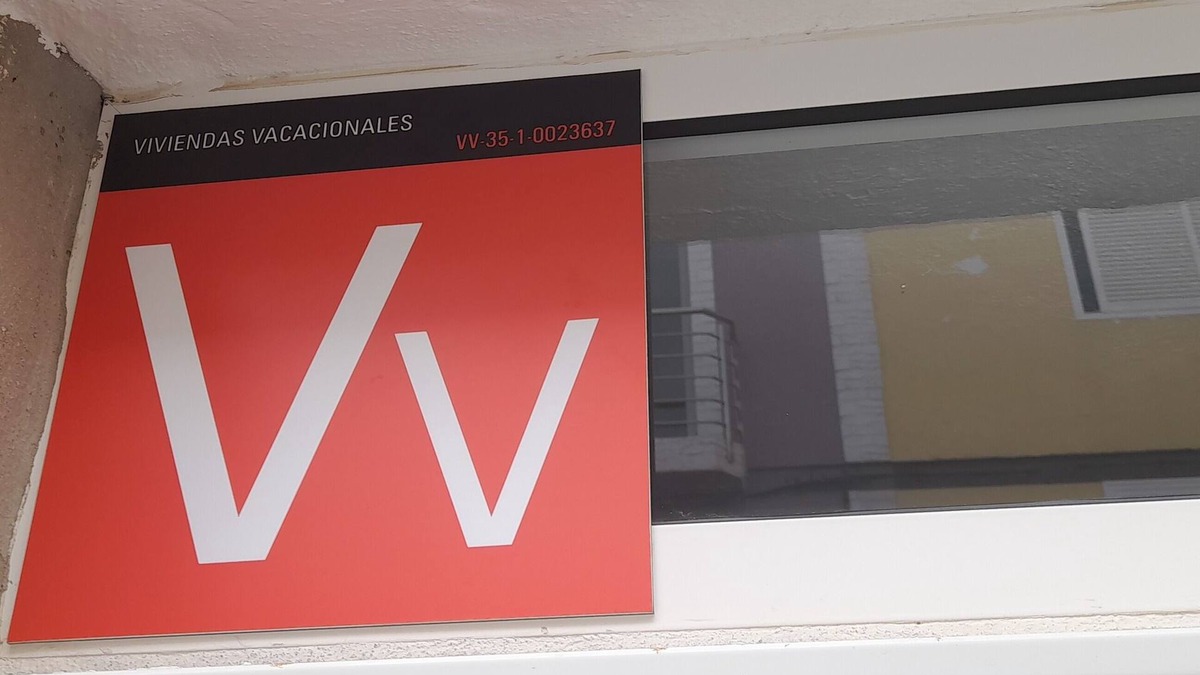 VIVIENDAS VACACIONALES VV-35-1-0023637
Vv